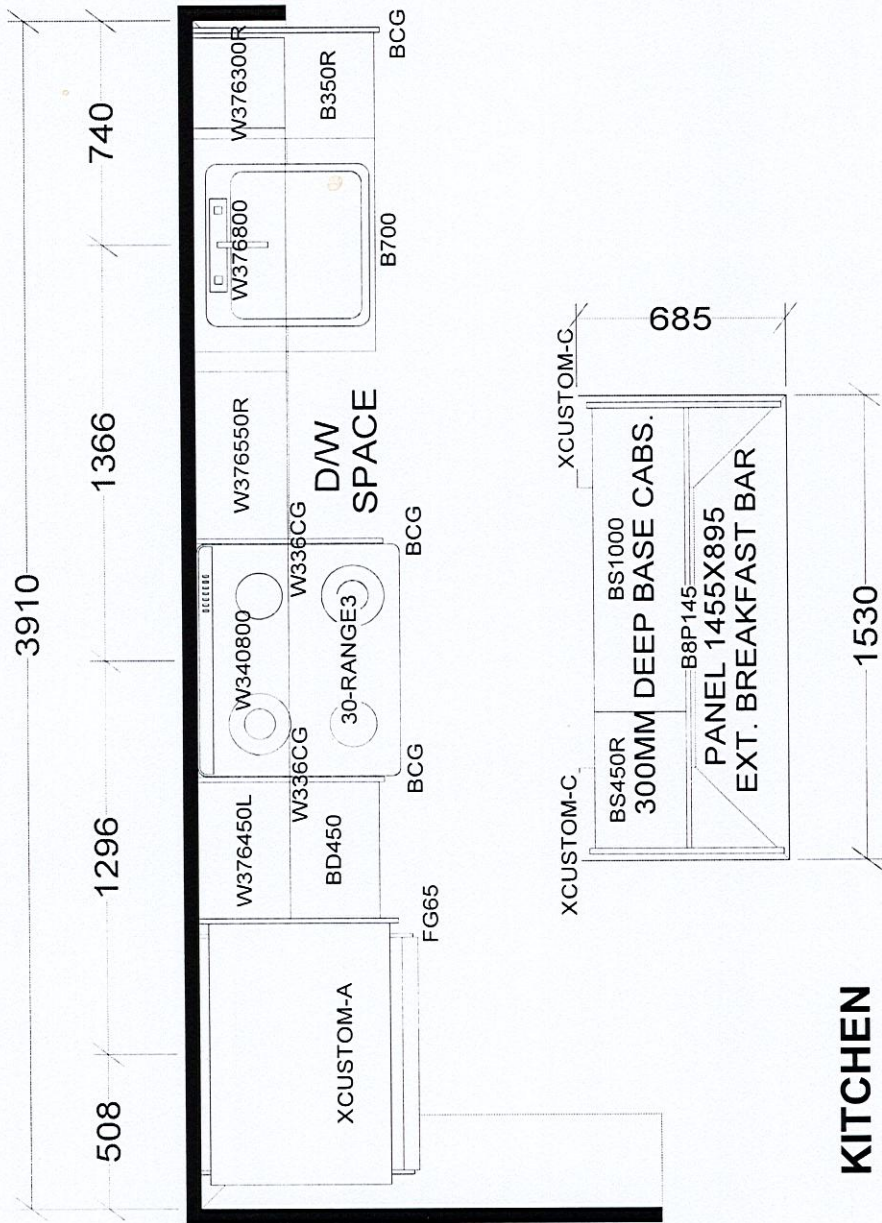 3910
508
1296
1366
740
XCUSTOM-A
W376450L
W336CG
W340800
W336CG
W376550R
W376800
W376300R
BD450
30-RANGE3
D/W
SPACE
B350R
FG65
BCG
BCG
B700
BCG
XCUSTOM-C
XCUSTOM-C
BS450R
BS1000
300MM DEEP BASE CABS.
B8P145
PANEL 1455X895
EXT. BREAKFAST BAR
685
1530
KITCHEN